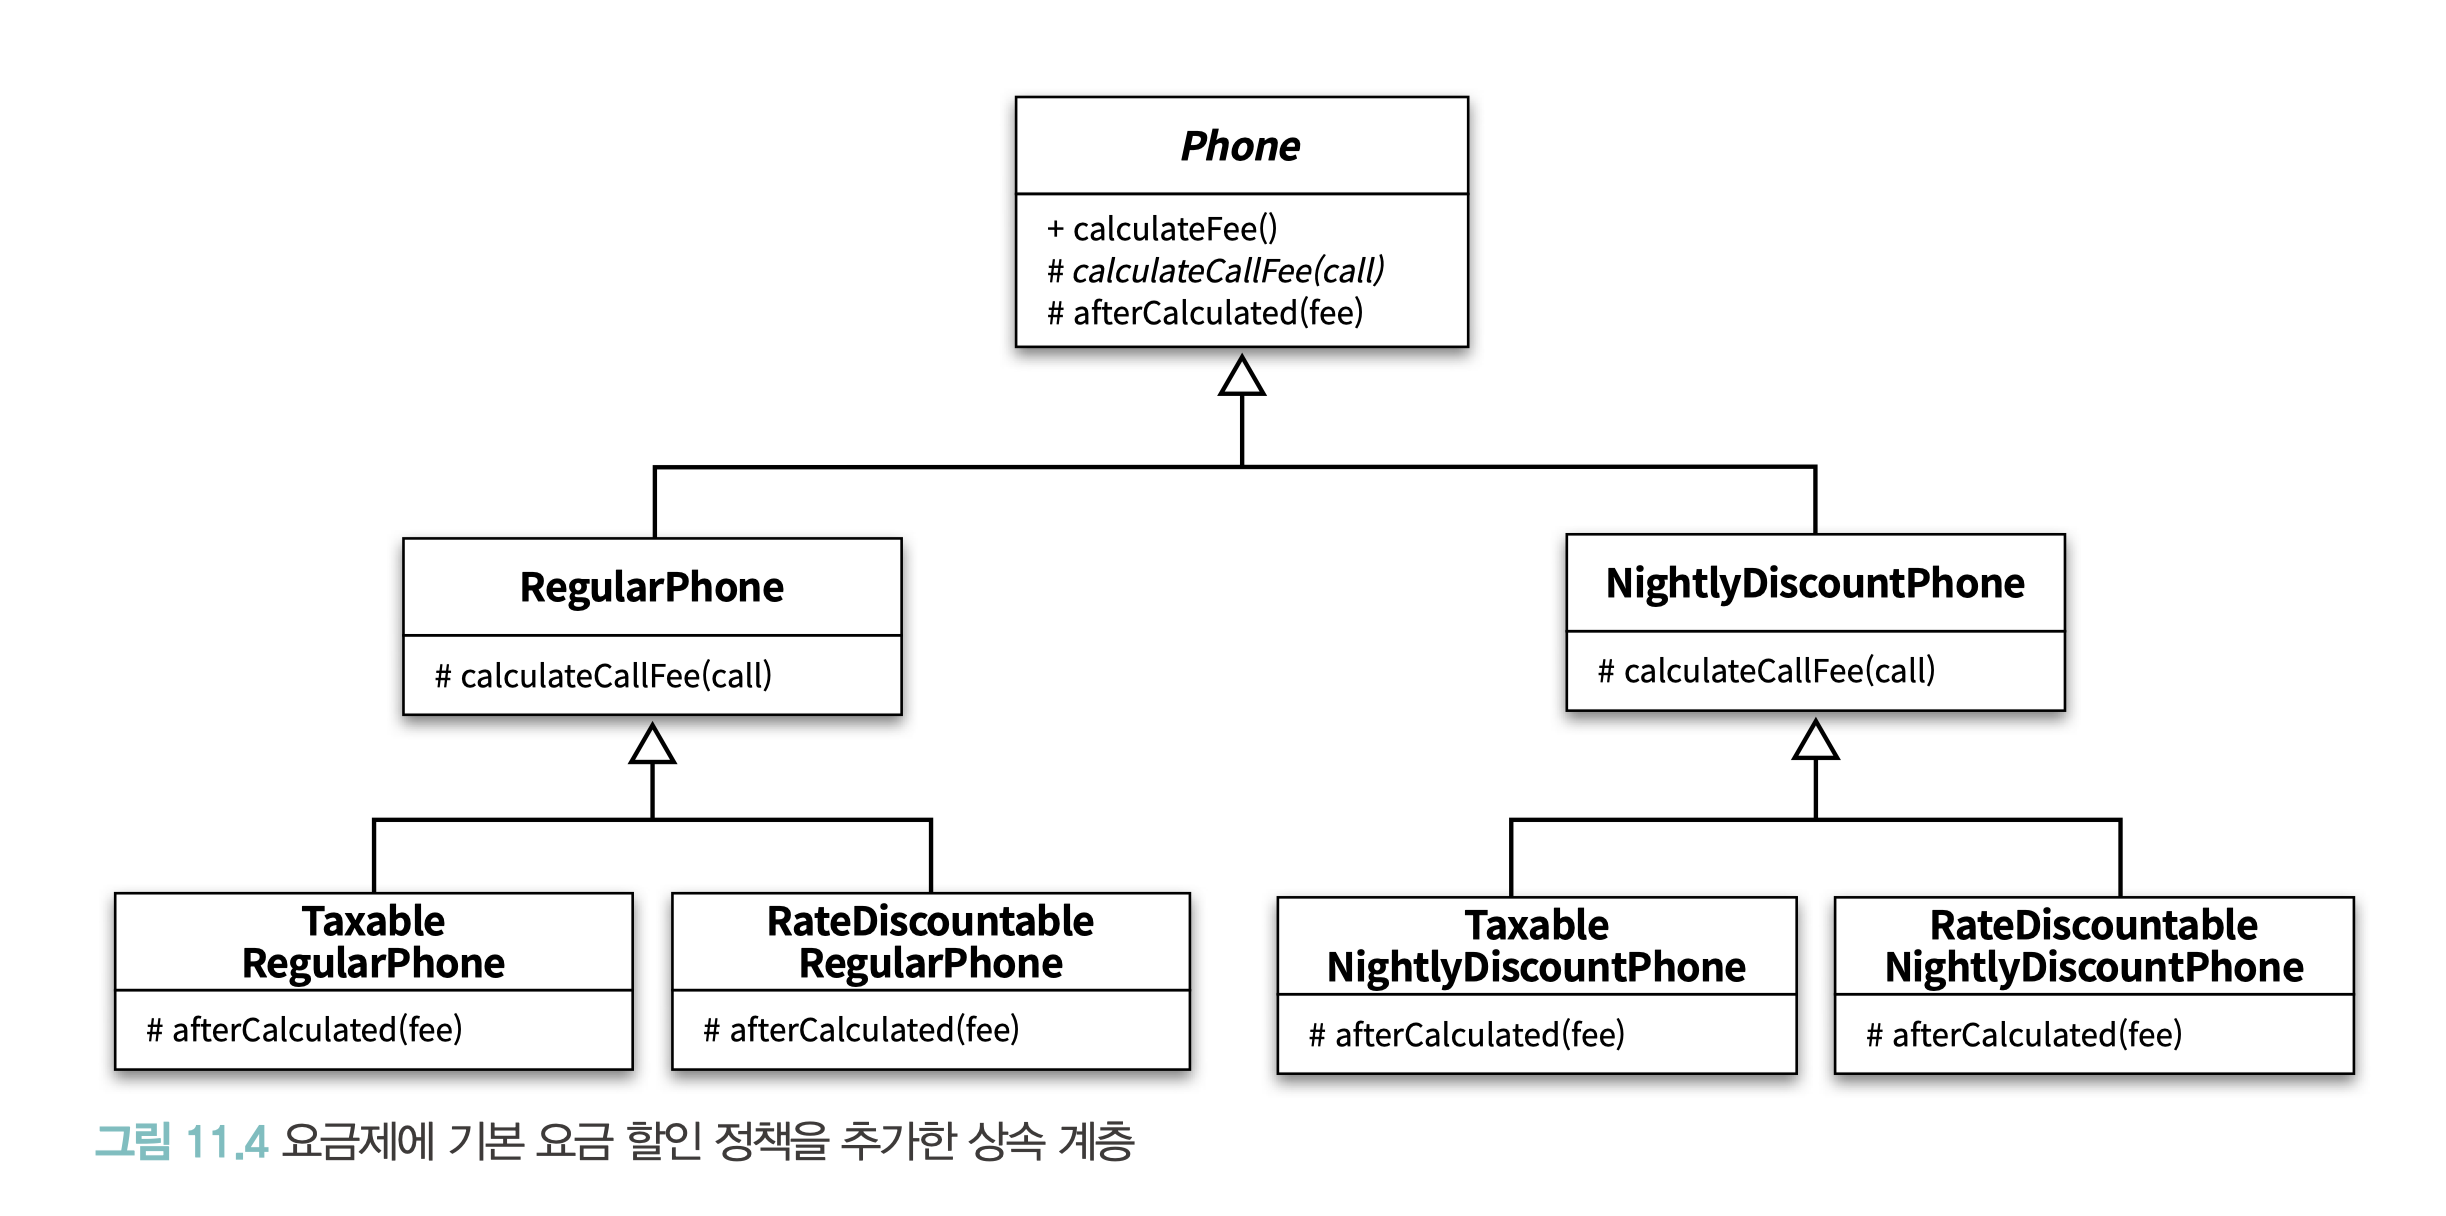 Phone
+ calculateFee()
# calculateCallFee(call)
# afterCalculated(fee)
RegularPhone
# calculateCallFee(call)
NightlyDiscountPhone
# calculateCallFee(call)
Taxable
RegularPhone
# afterCalculated(fee)
RateDiscountable
RegularPhone
# afterCalculated(fee)
Taxable
NightlyDiscountPhone
# afterCalculated(fee)
RateDiscountable
NightlyDiscountPhone
# afterCalculated(fee)
그림 11.4 요금제에 기본 요금 할인 정책을 추가한 상속 계층